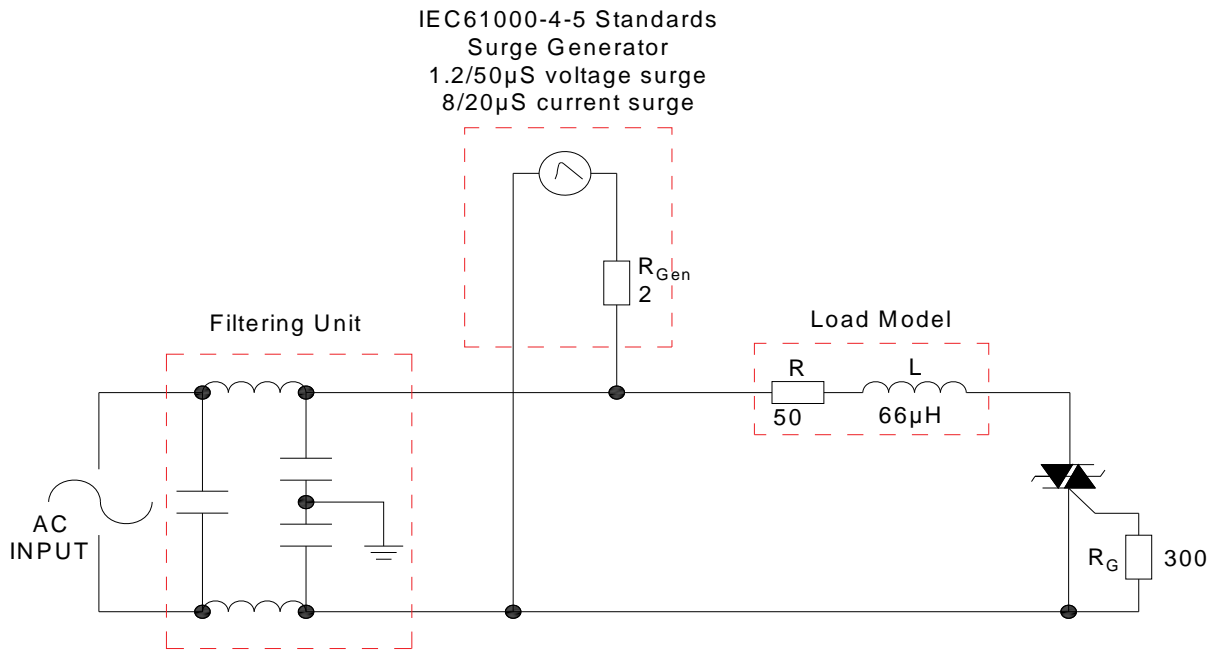 IEC61000-4-5 Standards
Surge Generator
1.2/50µS voltage surge
8/20µS current surge
RGen
2
Filtering Unit
Load Model
R
L
50
66µH
AC
INPUT
RG
300